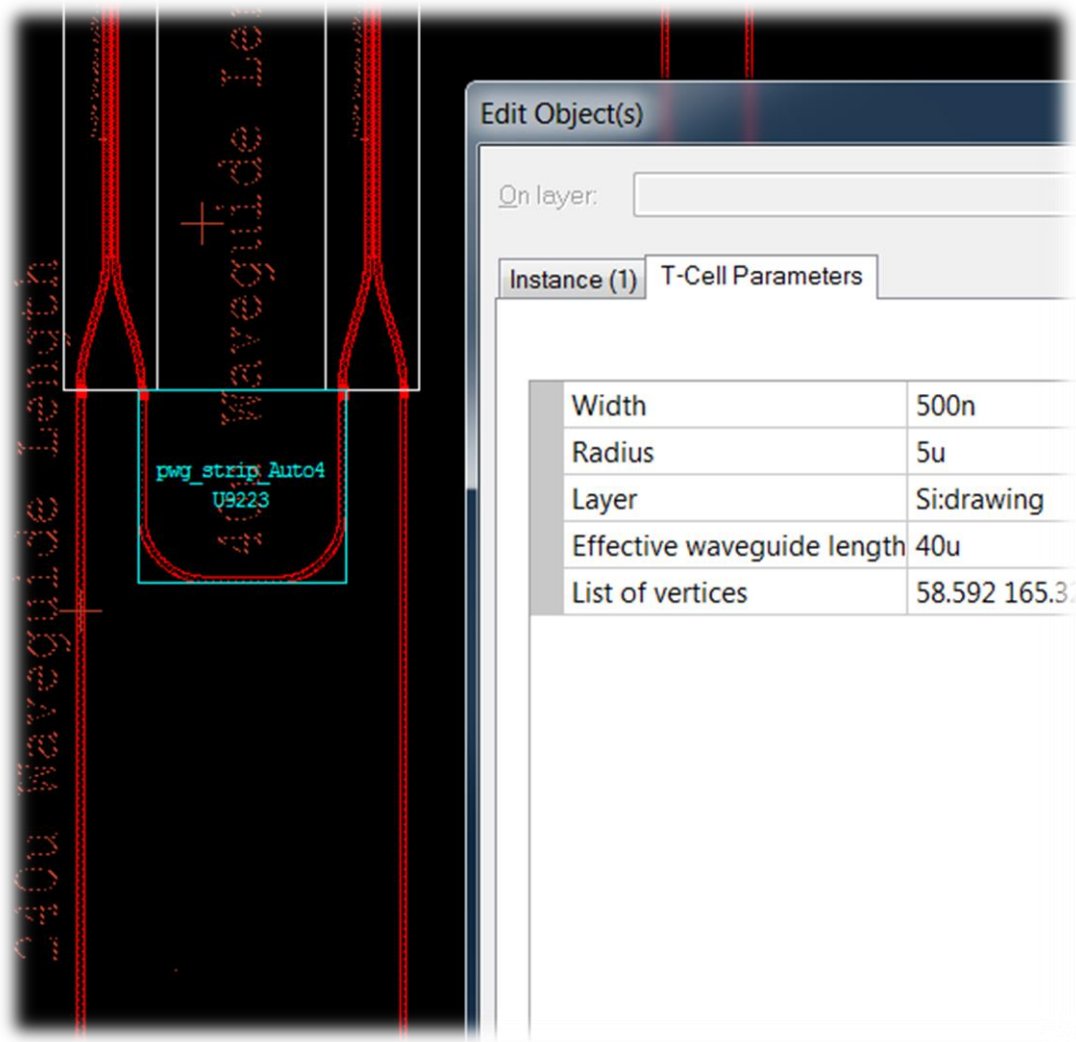 240u Waveguide Length
40u Waveguide Le
pwg_strip_Auto4
U9223
Edit Object(s)
On layer:
Instance (1)
T-Cell Parameters
Width 500n
Radius 5u
Layer Si:drawing
Effective waveguide length 40u
List of vertices 58.592 165.3